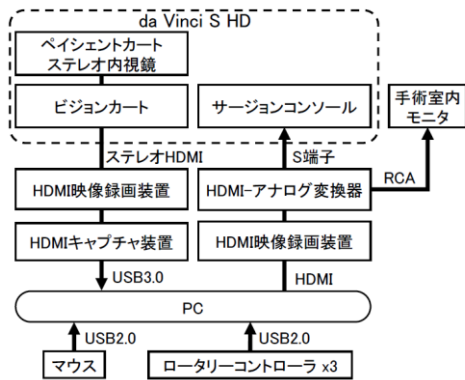 da Vinci S HD
ペイシェントカート
ステレオ内視鏡
ビジョンカート
サージョンコンソール
手術室内
モニタ
ステレオHDMI
S端子
RCA
HDMI映像録画装置
HDMI-アナログ変換器
HDMIキャプチャ装置
HDMI映像録画装置
USB3.0
HDMI
PC
USB2.0
USB2.0
マウス
ロータリーコントローラ x3